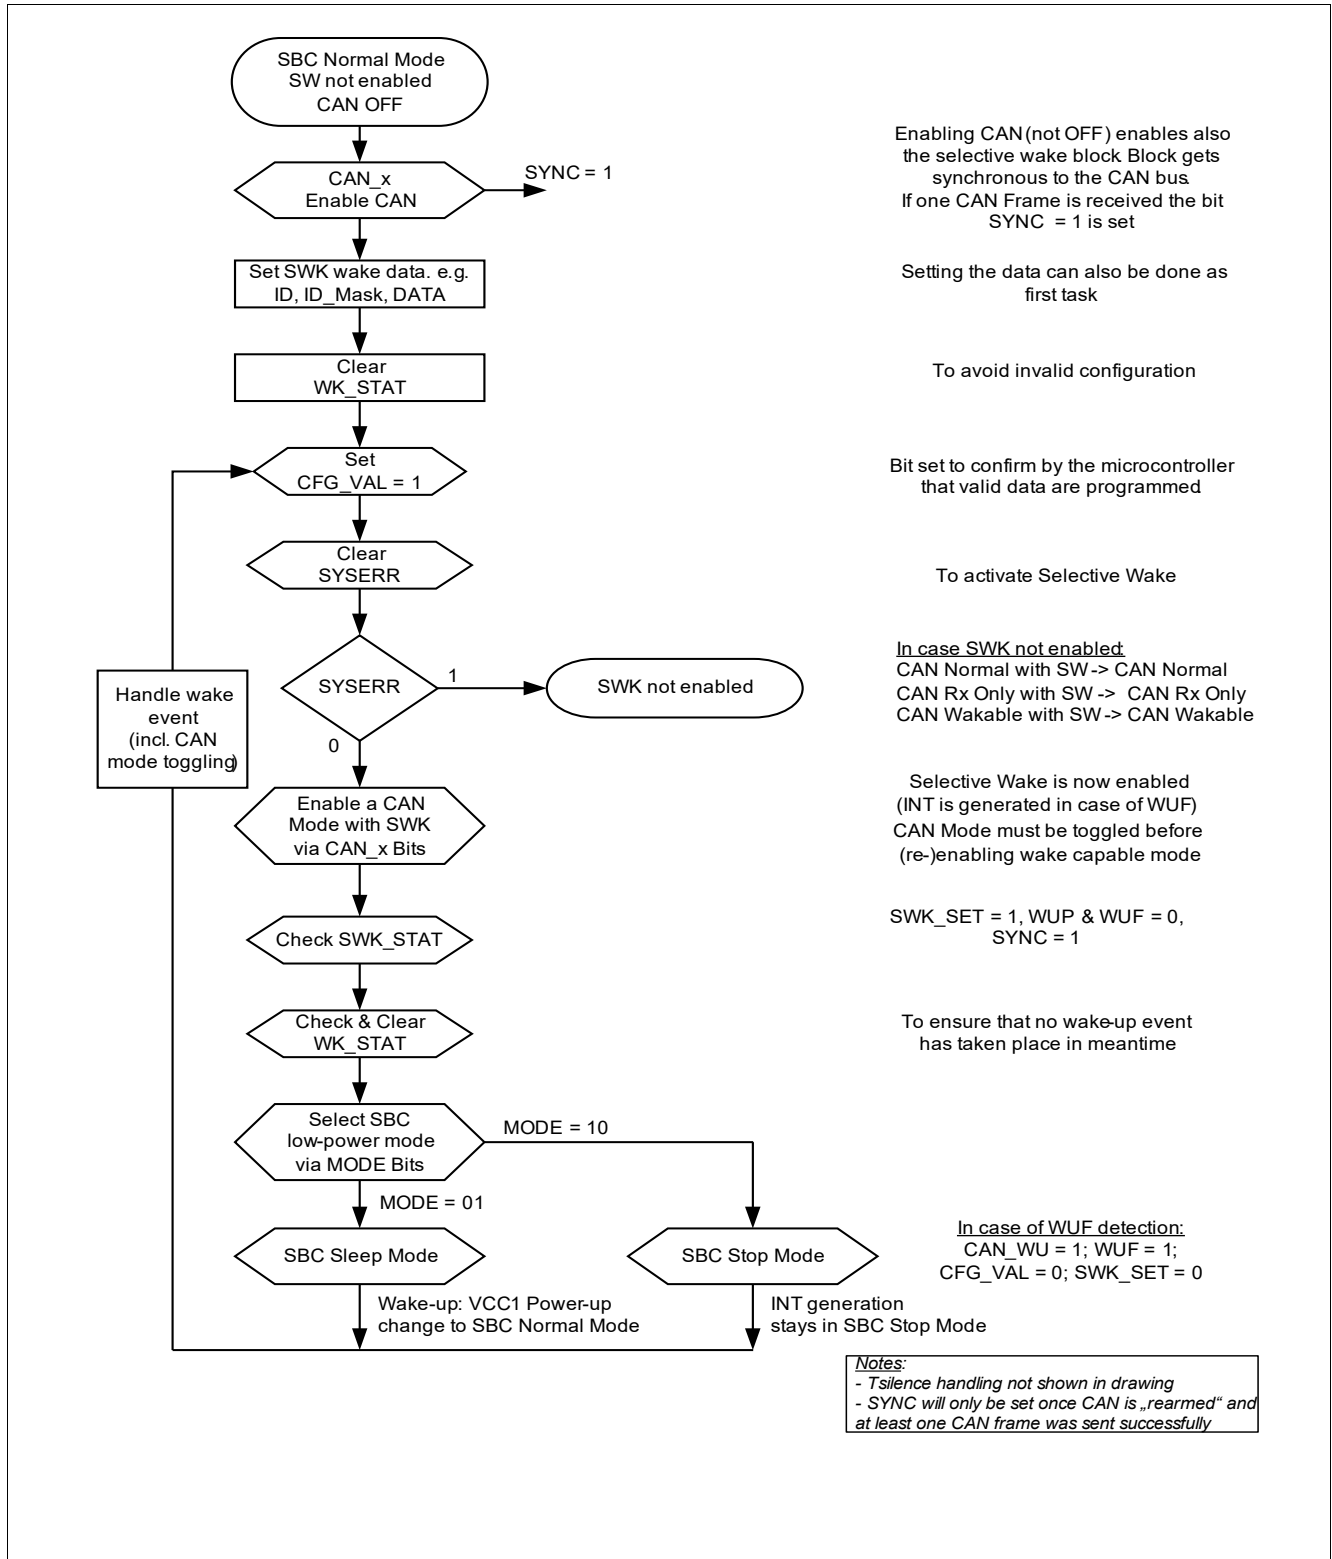 SBC Normal Mode
SW not enabled
CAN OFF
CAN_x
Enable CAN
SYNC = 1
Enabling CAN (not OFF) enables also
the selective wake block. Block gets
synchronous to the CAN bus.
If one CAN Frame is received the bit
SYNC = 1 is set
Set SWK wake data. e.g.
ID, ID_Mask, DATA
Setting the data can also be done as
first task
Clear
WK_STAT
To avoid invalid configuration
Set
CFG_VAL = 1
Bit set to confirm by the microcontroller
that valid data are programmed.
Clear
SYSERR
To activate Selective Wake
SYSERR
1
0
SWK not enabled
In case SWK not enabled:
CAN Normal with SW -> CAN Normal
CAN Rx Only with SW -> CAN Rx Only
CAN Wakable with SW -> CAN Wakable
Handle wake
event
(incl. CAN
mode toggling)
Enable a CAN
Mode with SWK
via CAN_x Bits
Selective Wake is now enabled
(INT is generated in case of WUF)
CAN Mode must be toggled before
(re-)enabling wake capable mode
Check SWK_STAT
SWK_SET = 1, WUP & WUF = 0,
SYNC = 1
Check & Clear
WK_STAT
To ensure that no wake-up event
has taken place in meantime
Select SBC
low-power mode
via MODE Bits
MODE = 10
MODE = 01
SBC Sleep Mode
SBC Stop Mode
In case of WUF detection:
CAN_WU = 1; WUF = 1;
CFG_VAL = 0; SWK_SET = 0
Wake-up: VCC1 Power-up
change to SBC Normal Mode
INT generation
stays in SBC Stop Mode
Notes:
- Tsilence handling not shown in drawing
- SYNC will only be set once CAN is „rearmed“ and
at least one CAN frame was sent successfully